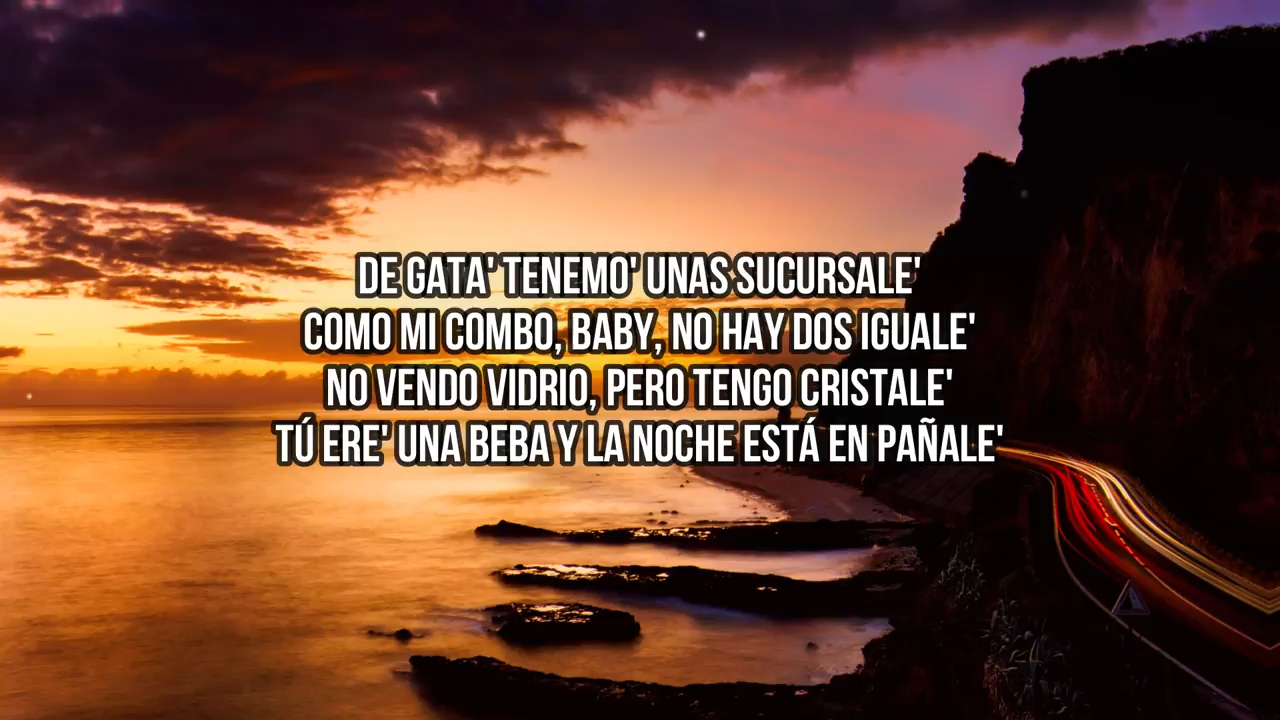 DE GATA' TENEMO' UNAS SUCURSALE'
COMO MI COMBO, BABY, NO HAY DOS IGUALE'
NO VENDO VIDRIO, PERO TENGO CRISTALE'
TÚ ERE' UNA BEBA Y LA NOCHE ESTÁ EN PAÑALE'